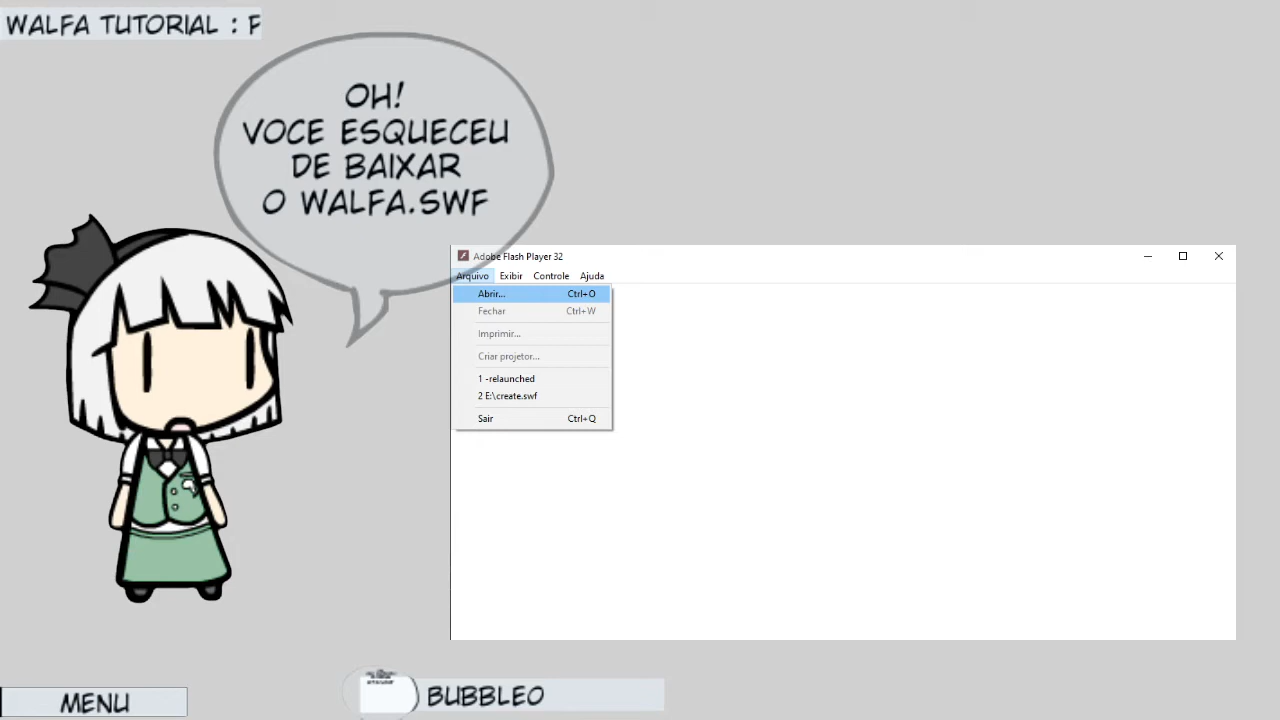 WALFA TUTORIAL : F
OH!
VOCE ESQUECEU
DE BAIXAR
O WALFA.SWF
Adobe Flash Player 32
Arquivo Exibir Controle Ajuda
Abrir... Ctrl+O
Fechar Ctrl+W
Imprimir...
Criar projetor...
1 -relaunched
2 E:\create.swf
Sair Ctrl+Q
MENU
BUBBLE0